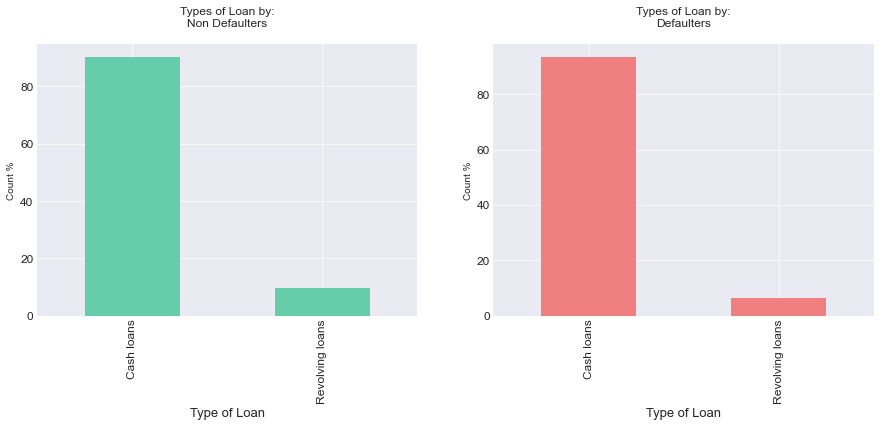 Types of Loan by:
Non Defaulters
80
60
40
20
0
Count %
Cash loans
Revolving loans
Type of Loan
Types of Loan by:
Defaulters
80
60
40
20
0
Count %
Cash loans
Revolving loans
Type of Loan